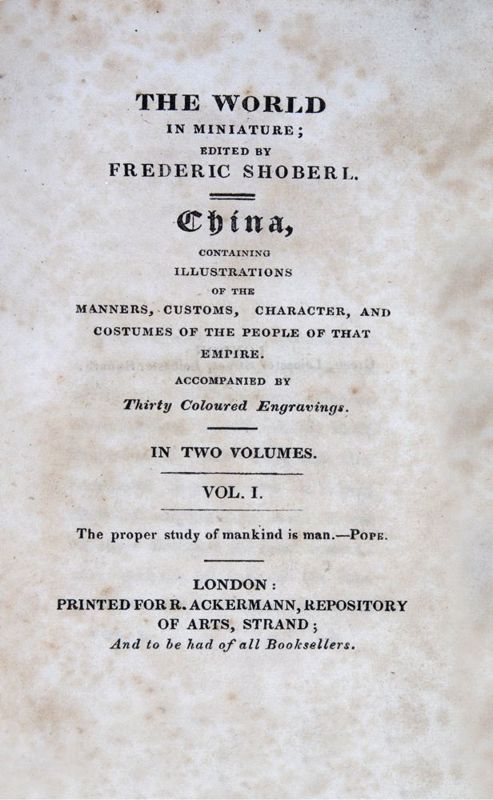 THE WORLD
IN MINIATURE;
EDITED BY
FREDERIC SHOBERL.
China,
CONTAINING
ILLUSTRATIONS
OF THE
MANNERS, CUSTOMS, CHARACTER, AND
COSTUMES OF THE PEOPLE OF THAT
EMPIRE.
ACCOMPANIED BY
Thirty Coloured Engravings.
IN TWO VOLUMES.
VOL. I.
The proper study of mankind is man.—POPE.
LONDON:
PRINTED FOR R. ACKERMANN, REPOSITORY
OF ARTS, STRAND;
And to be had of all Booksellers.